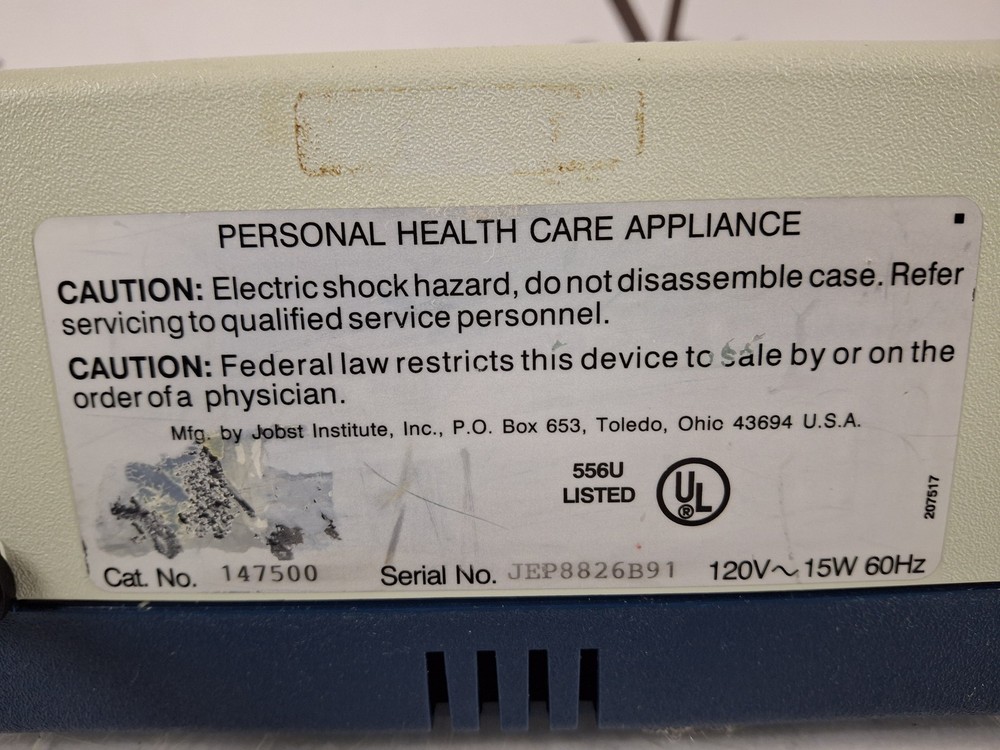 PERSONAL HEALTH CARE APPLIANCE
CAUTION: Electric shock hazard, do not disassemble case. Refer
servicing to qualified service personnel.
CAUTION: Federal law restricts this device to sale by or on the
order of a physician.
Mfg. by Jobst Institute, Inc., P.O. Box 653, Toledo, Ohio 43694 U.S.A.
556U
LISTED
UL
®
207517
Cat. No. 147500 Serial No. JEP8826B91 120V~ 15W 60Hz